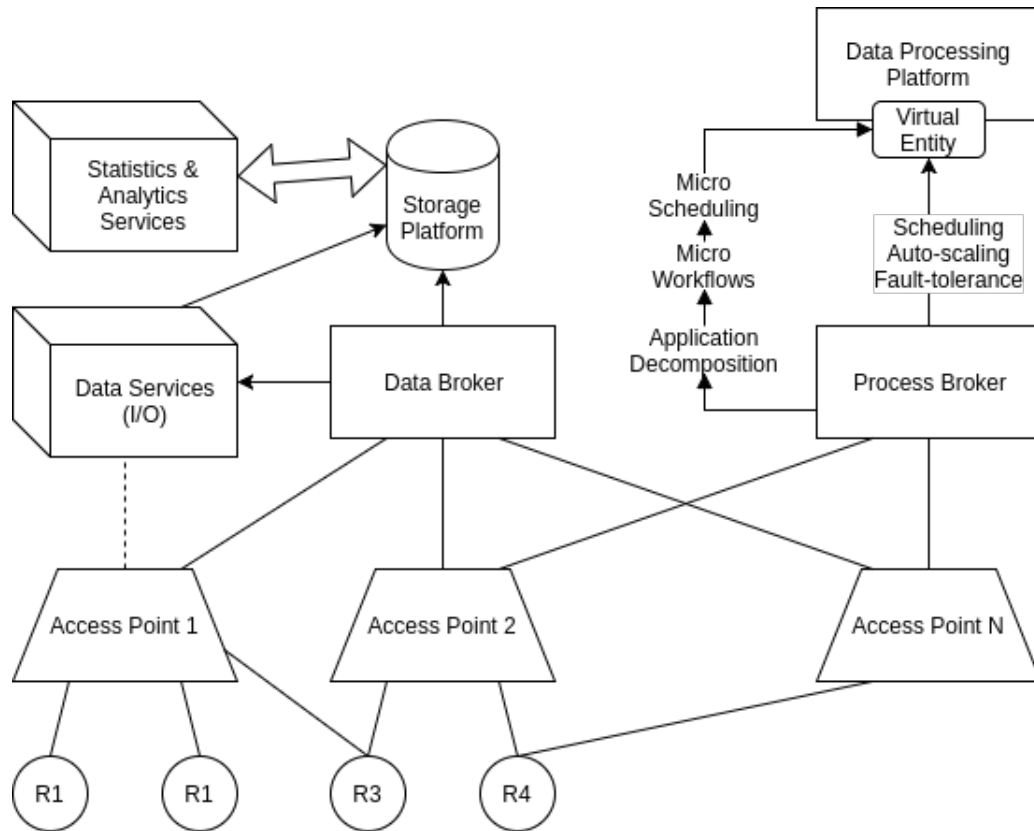 Data Processing
Platform
Virtual
Entity
Statistics &
Analytics
Services
Storage
Platform
Micro
Scheduling
Micro
Workflows
Application
Decomposition
Scheduling
Auto-scaling
Fault-tolerance
Data Services
(I/O)
Data Broker
Process Broker
Access Point 1
Access Point 2
Access Point N
R1
R1
R3
R4